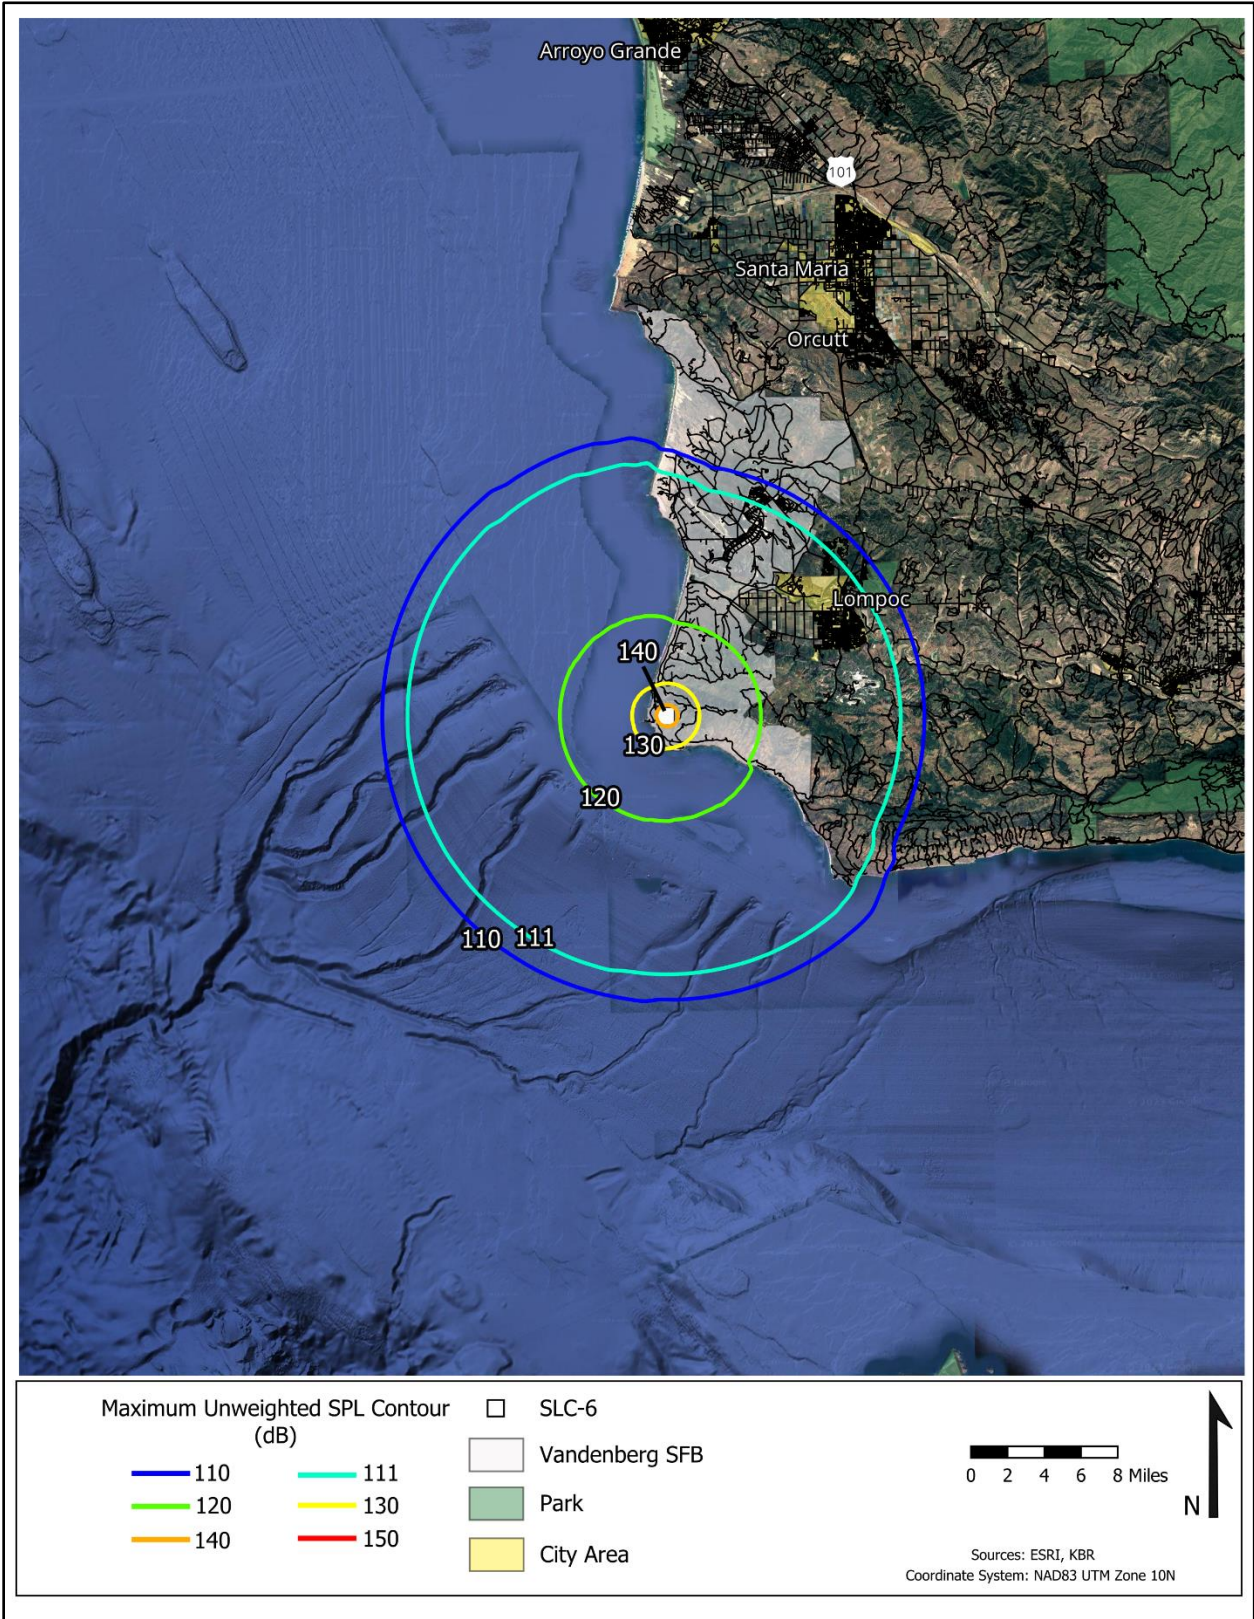 Arroyo Grande
101
Santa Maria
Orcutt
Lompoc
140
130
120
110
111
Maximum Unweighted SPL Contour
(dB)
110
111
120
130
140
150
SLC-6
Vandenberg SFB
Park
City Area
0 2 4 6 8 Miles
N
Sources: ESRI, KBR
Coordinate System: NAD83 UTM Zone 10N